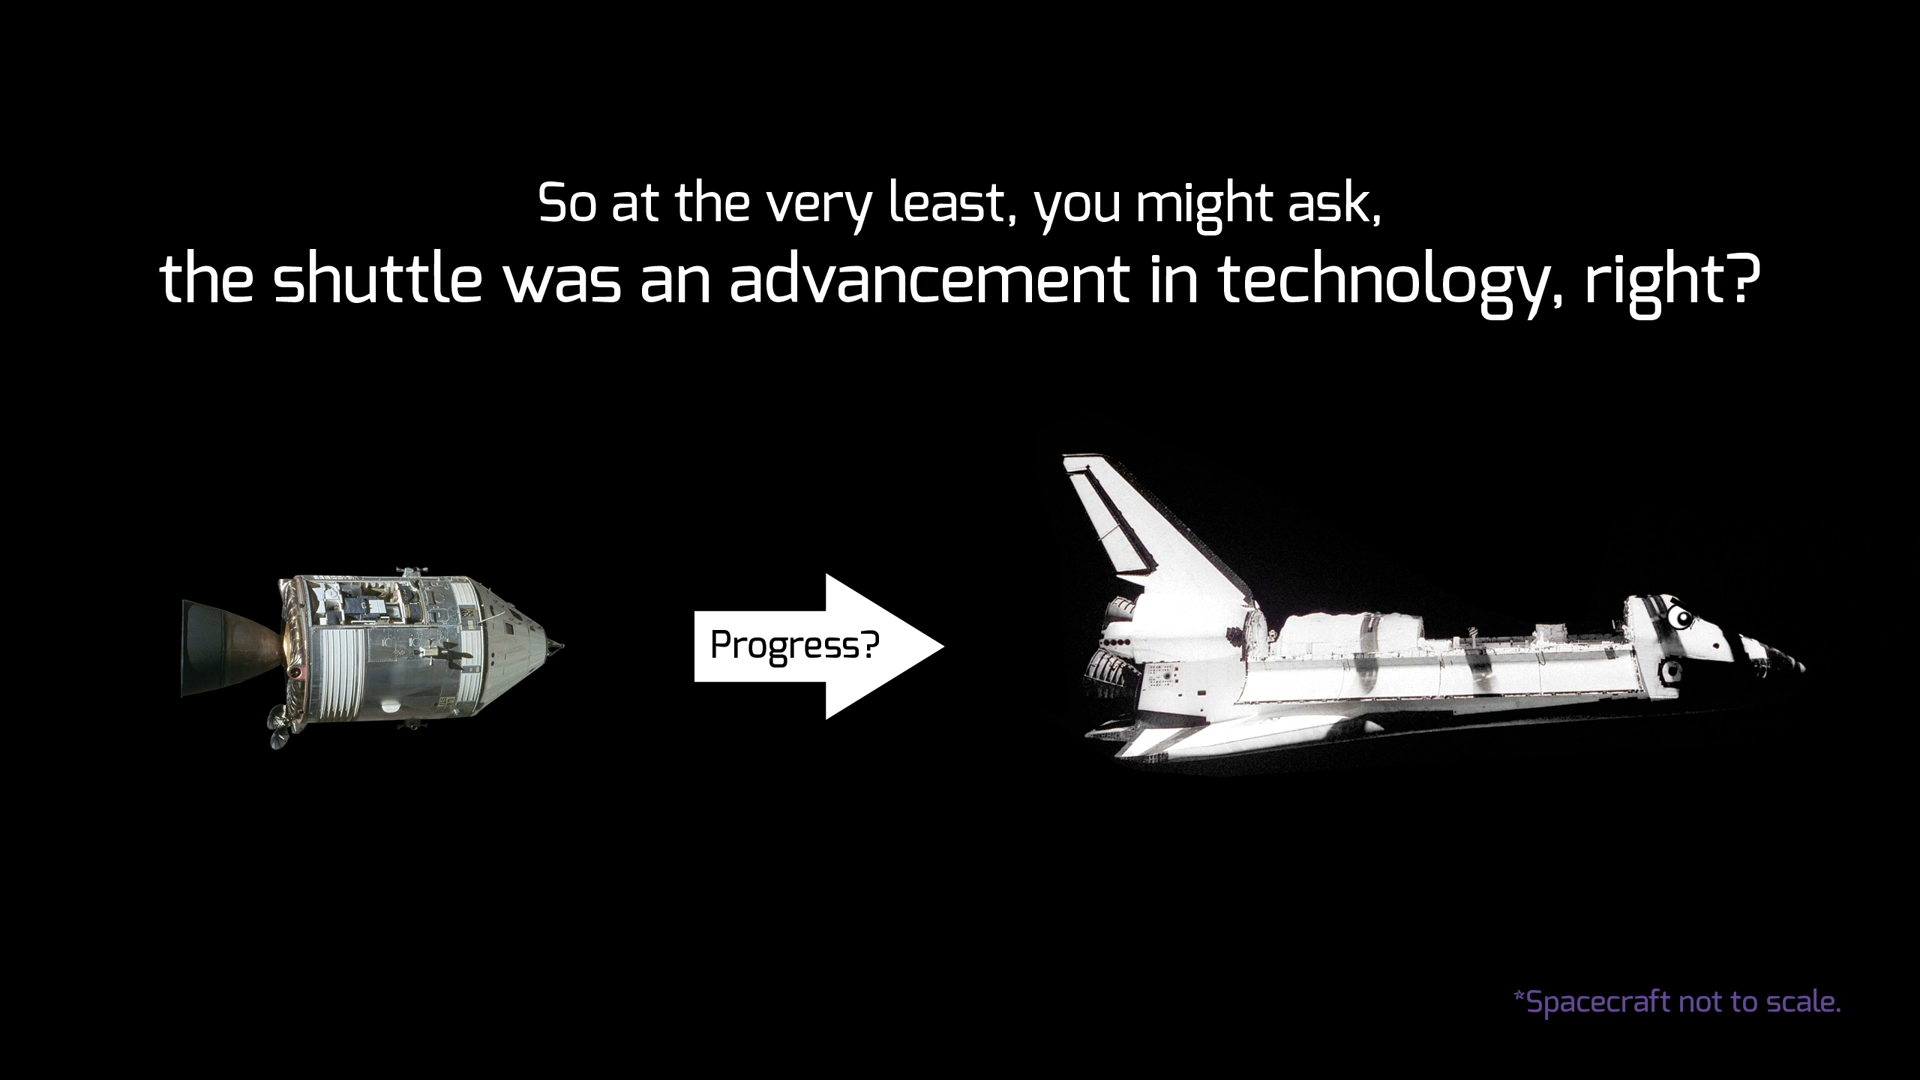 So at the very least, you might ask,
the shuttle was an advancement in technology, right?
Progress?
*Spacecraft not to scale.